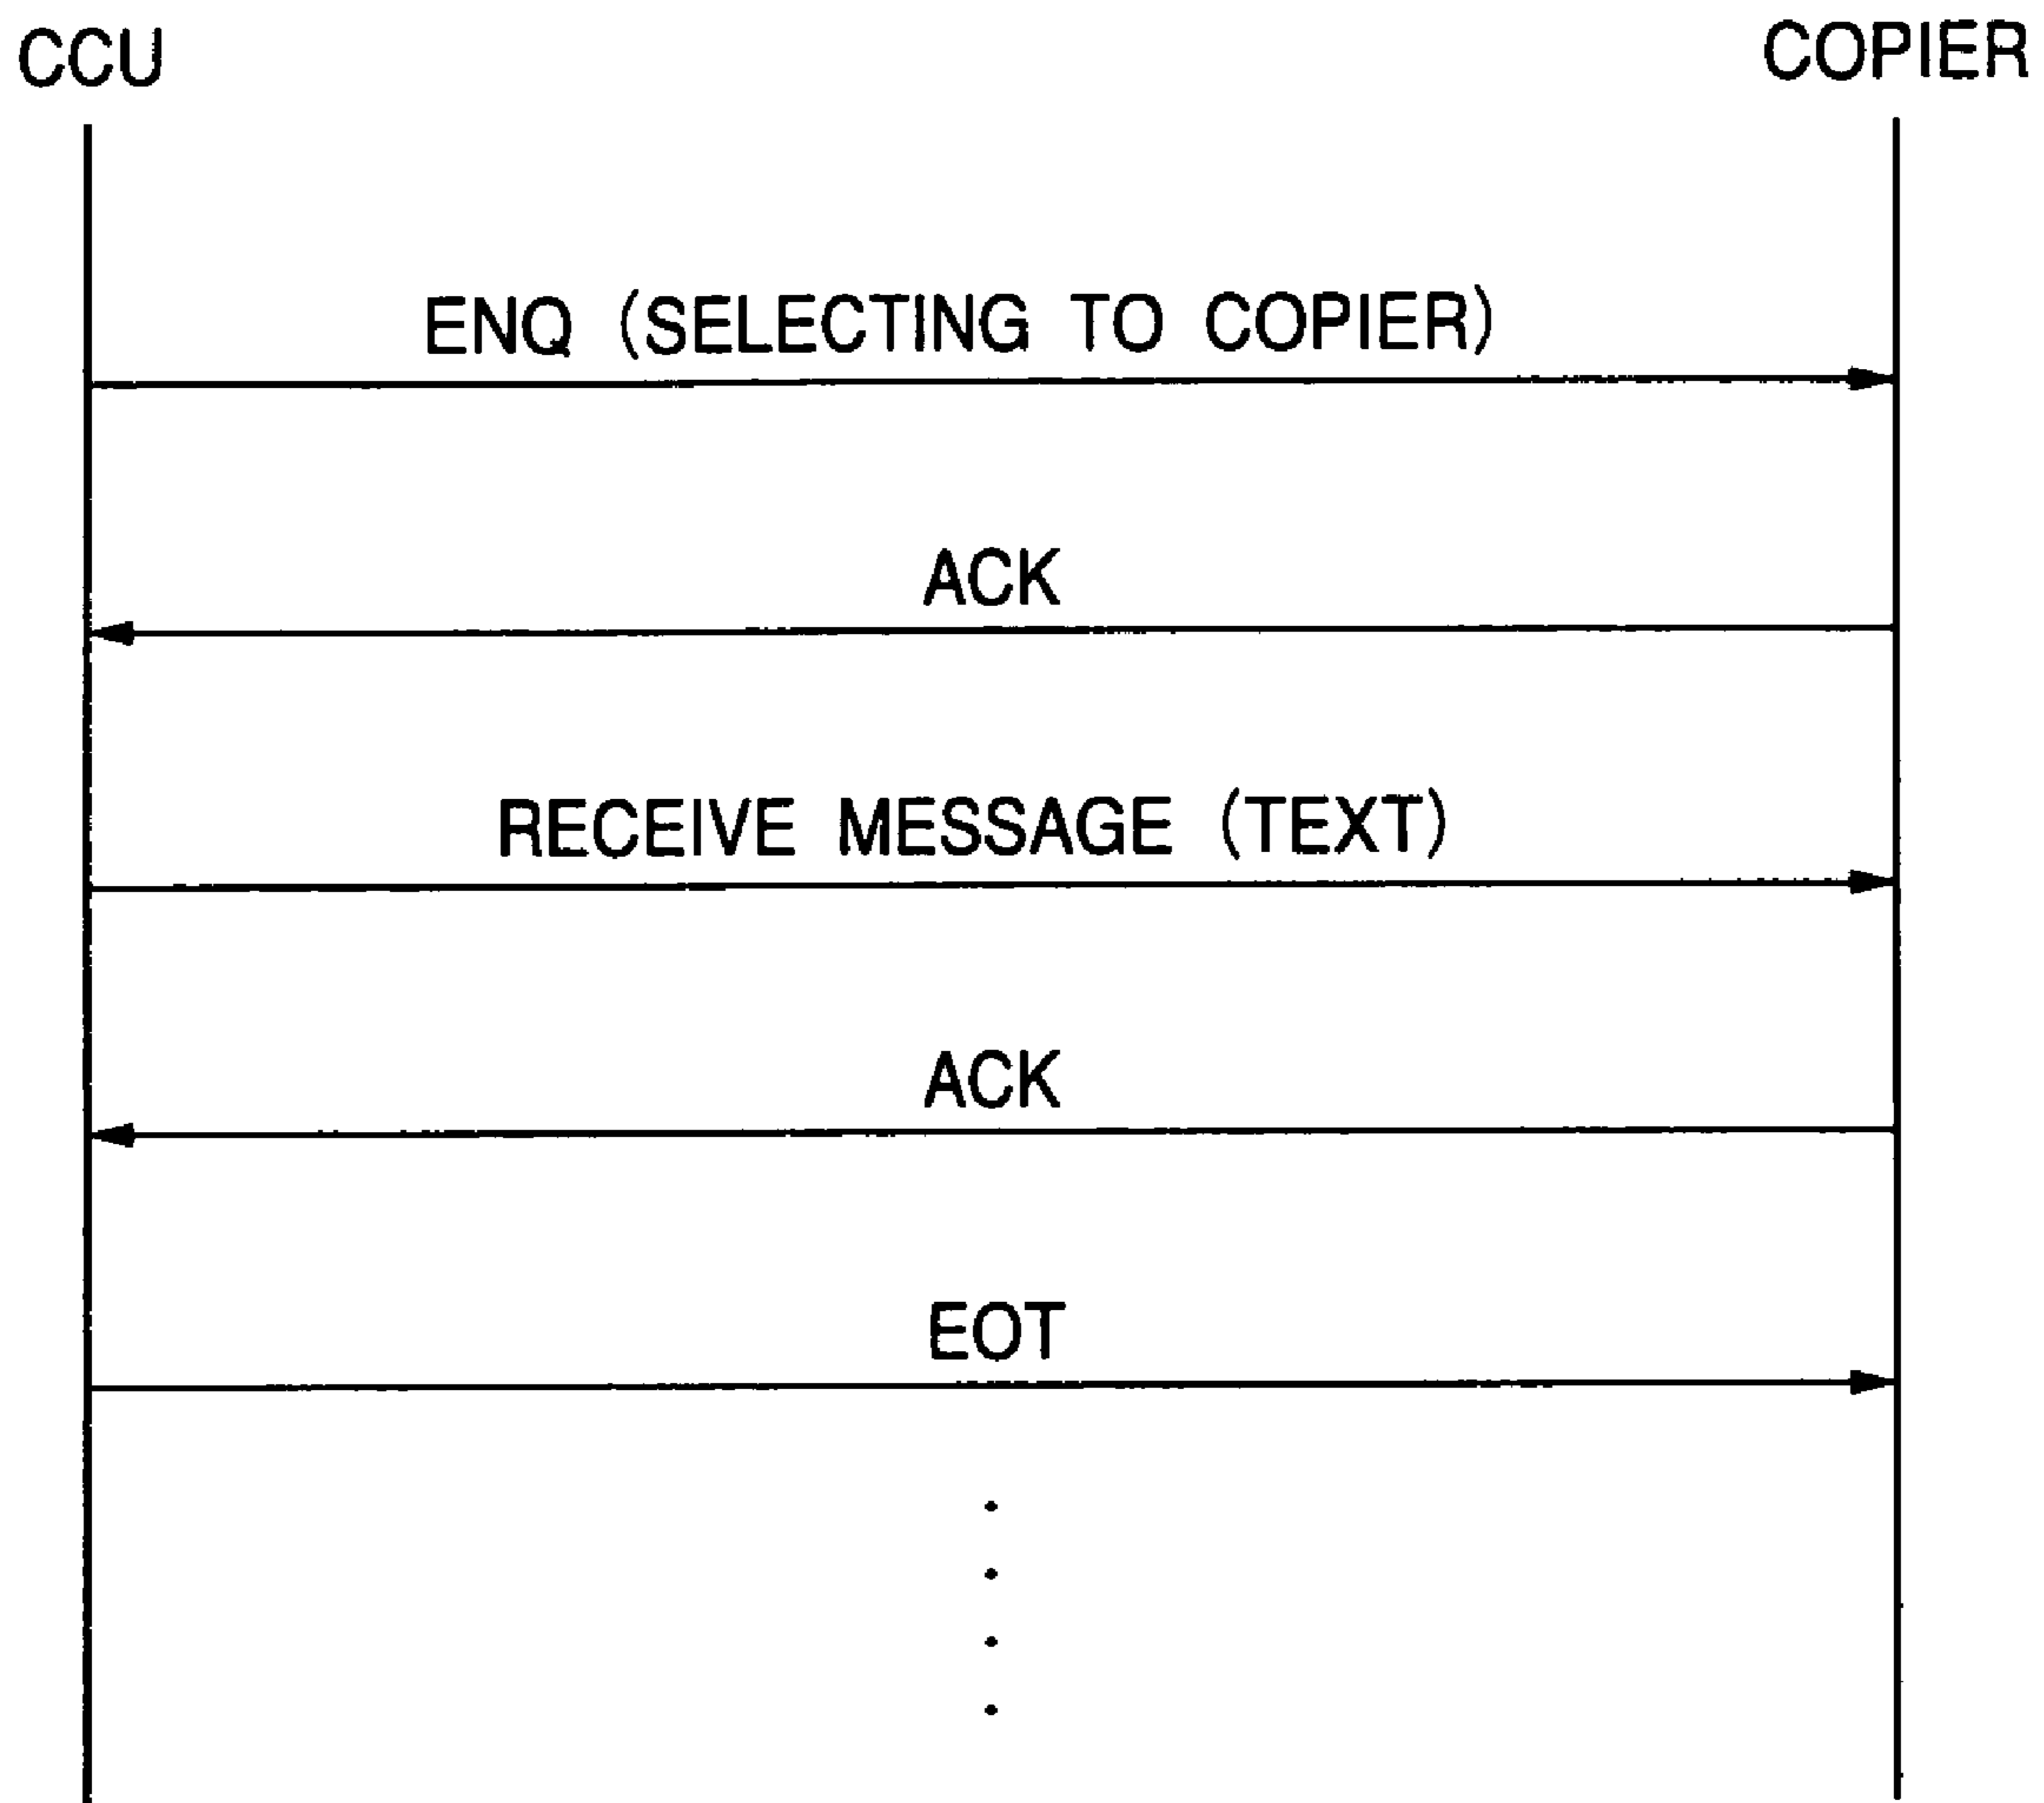 CCU COPIER
ENQ (SELECTING TO COPIER)
ACK
RECEIVE MESSAGE (TEXT)
ACK
EOT